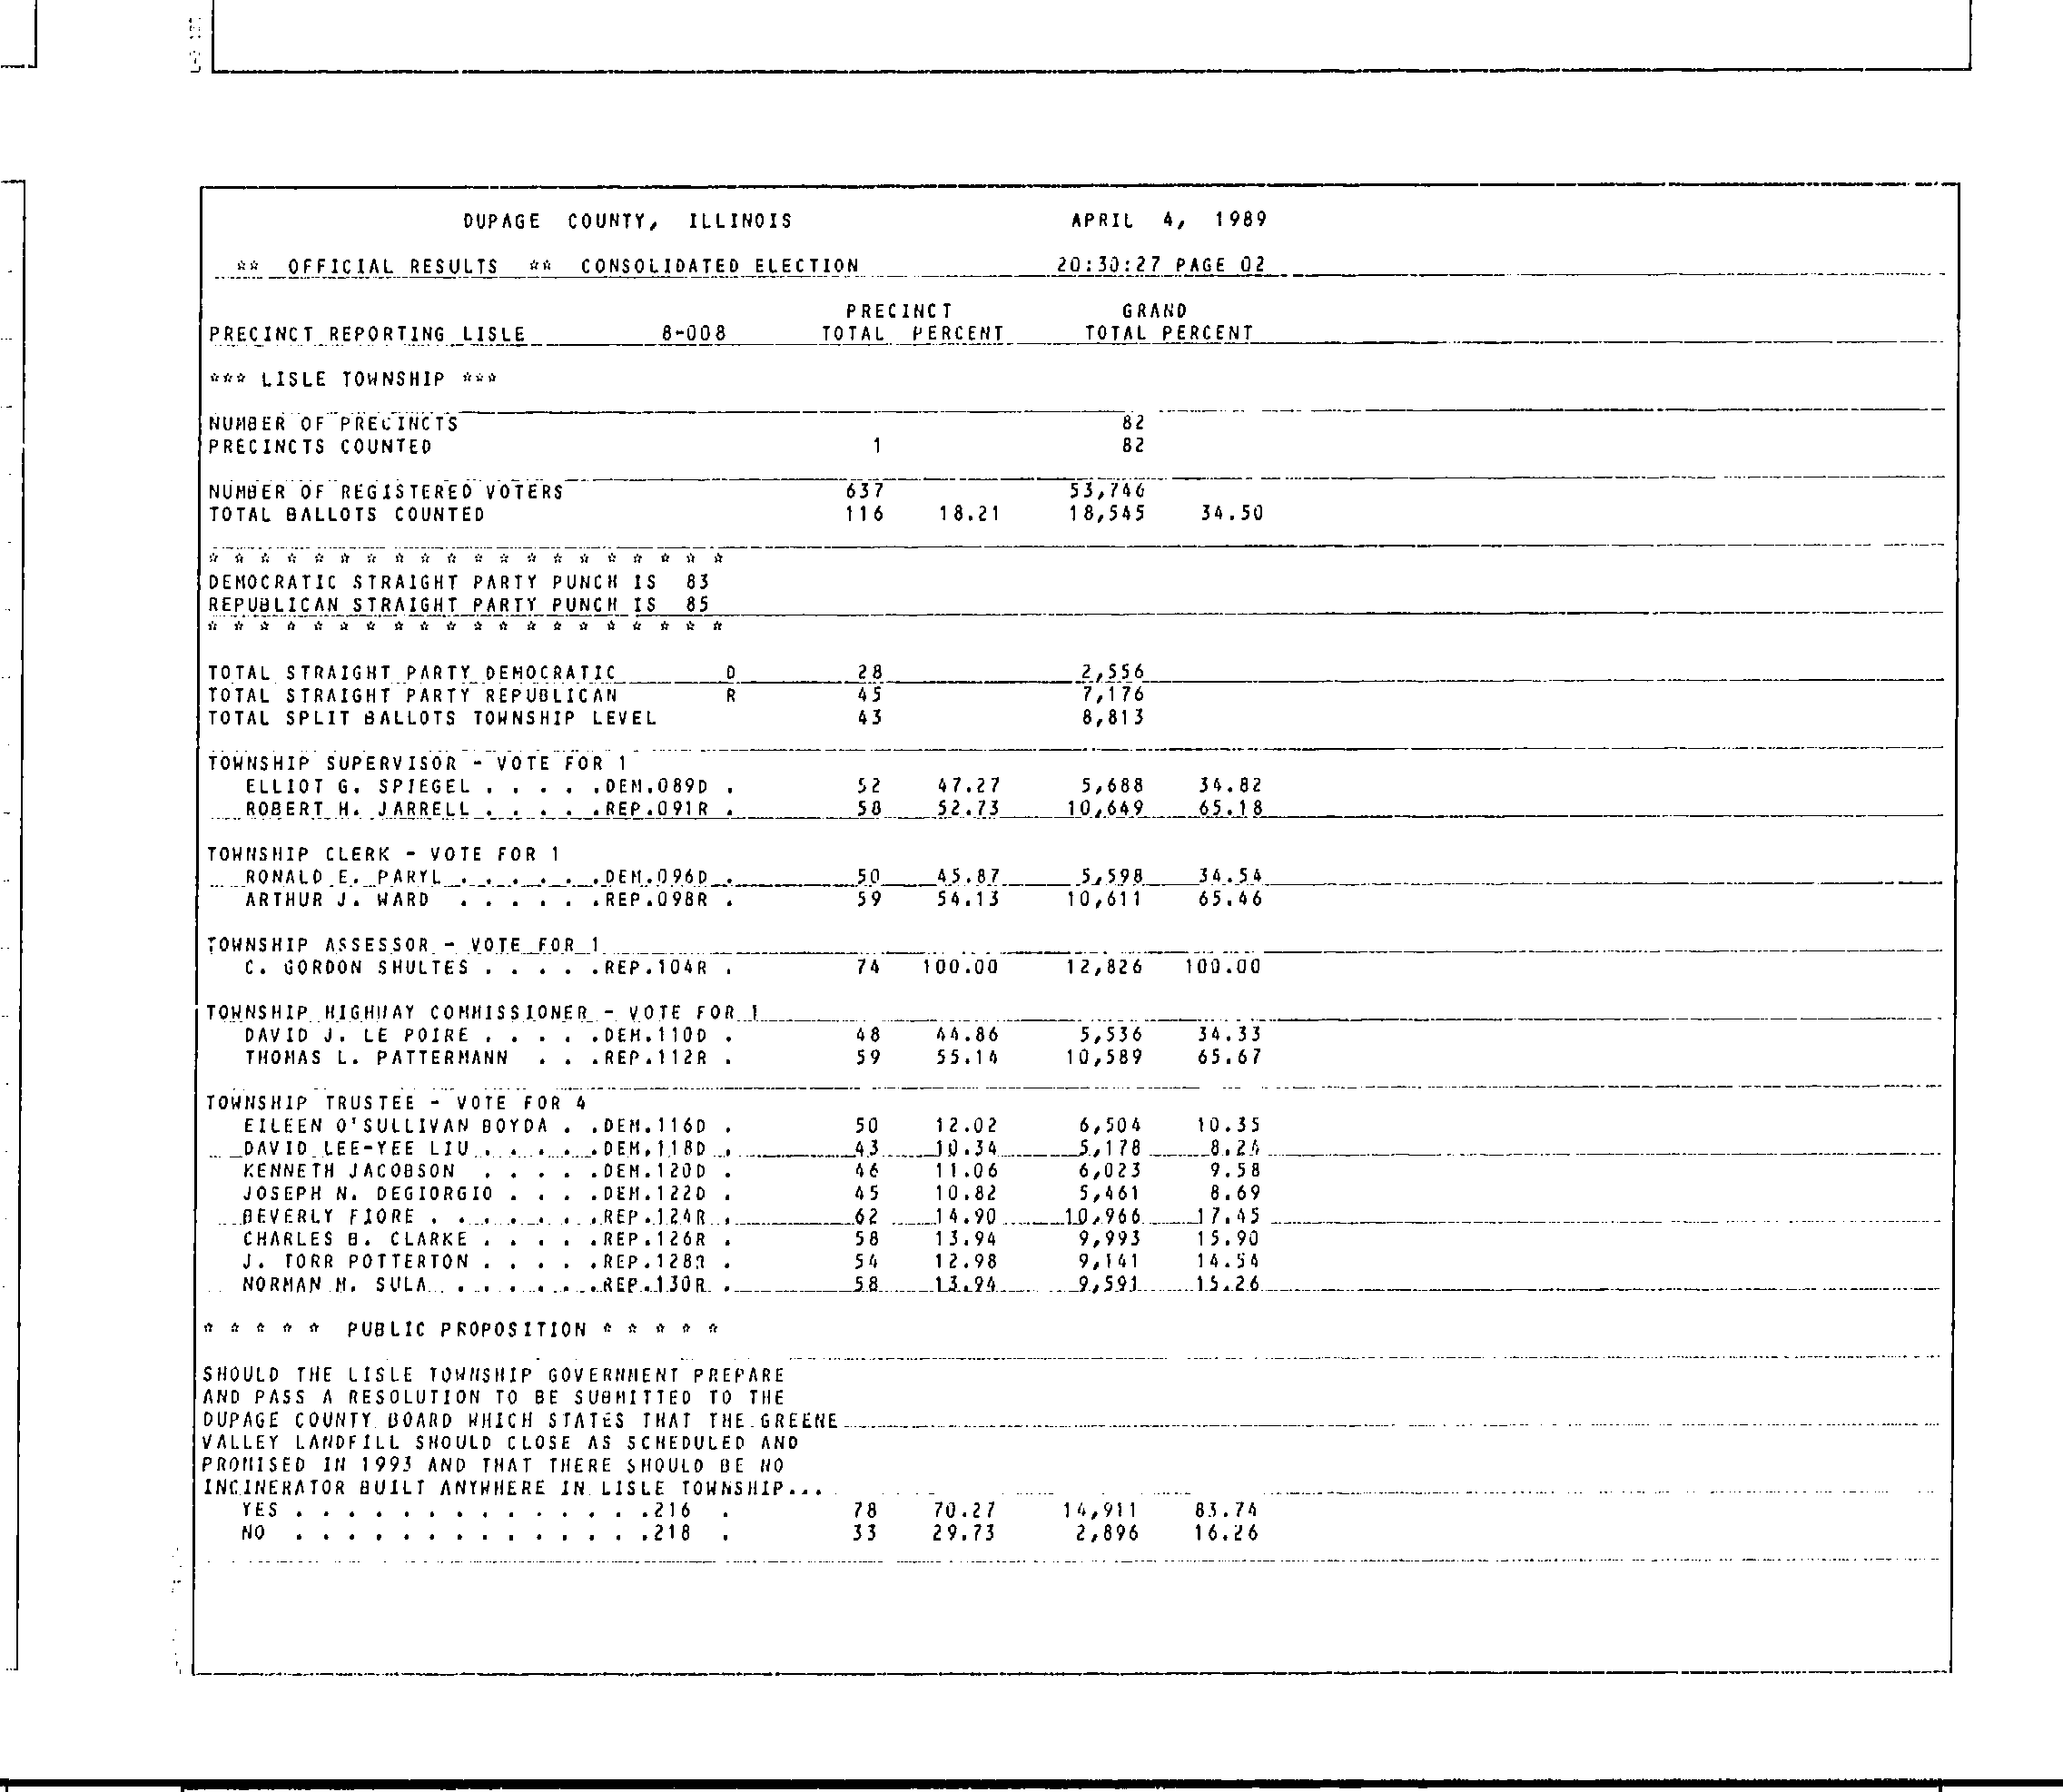 DUPAGE COUNTY, ILLINOIS APRIL 4, 1989
** OFFICIAL RESULTS ** CONSOLIDATED ELECTION 20:30:27 PAGE 02
PRECINCT GRAND
PRECINCT REPORTING LISLE 8-008 TOTAL PERCENT TOTAL PERCENT
*** LISLE TOWNSHIP ***
NUMBER OF PRECINCTS 82
PRECINCTS COUNTED 1 82
NUMBER OF REGISTERED VOTERS 637 53,746
TOTAL BALLOTS COUNTED 116 18.21 18,545 34.50
* * * * * * * * * * * * * * * * * * * *
DEMOCRATIC STRAIGHT PARTY PUNCH IS 83
REPUBLICAN STRAIGHT PARTY PUNCH IS 85
* * * * * * * * * * * * * * * * * * * *
TOTAL STRAIGHT PARTY DEMOCRATIC D 28 2,556
TOTAL STRAIGHT PARTY REPUBLICAN R 45 7,176
TOTAL SPLIT BALLOTS TOWNSHIP LEVEL 43 8,813
TOWNSHIP SUPERVISOR - VOTE FOR 1
ELLIOT G. SPIEGEL . . . . .DEM.089D . 52 47.27 5,688 34.82
ROBERT H. JARRELL . . . . .REP.091R . 58 52.73 10,649 65.18
TOWNSHIP CLERK - VOTE FOR 1
RONALD E. PARYL . . . . . .DEM.096D . 50 45.87 5,598 34.54
ARTHUR J. WARD . . . . . .REP.098R . 59 54.13 10,611 65.46
TOWNSHIP ASSESSOR - VOTE FOR 1
C. GORDON SHULTES . . . . .REP.104R . 74 100.00 12,826 100.00
TOWNSHIP HIGHWAY COMMISSIONER - VOTE FOR 1
DAVID J. LE POIRE . . . . .DEM.110D . 48 44.86 5,536 34.33
THOMAS L. PATTERMANN . . .REP.112R . 59 55.14 10,589 65.67
TOWNSHIP TRUSTEE - VOTE FOR 4
EILEEN O'SULLIVAN BOYDA . .DEM.116D . 50 12.02 6,504 10.35
DAVID LEE-YEE LIU . . . . .DEM.118D . 43 10.34 5,178 8.24
KENNETH JACOBSON . . . . .DEM.120D . 46 11.06 6,023 9.58
JOSEPH N. DEGIORGIO . . . .DEM.122D . 45 10.82 5,461 8.69
BEVERLY FIORE . . . . . . .REP.124R . 62 14.90 10,966 17.45
CHARLES B. CLARKE . . . . .REP.126R . 58 13.94 9,993 15.90
J. TORR POTTERTON . . . . .REP.128R . 54 12.98 9,141 14.54
NORMAN M. SULA . . . . . .REP.130R . 58 13.94 9,591 15.26
* * * * * PUBLIC PROPOSITION * * * * *
SHOULD THE LISLE TOWNSHIP GOVERNMENT PREPARE
AND PASS A RESOLUTION TO BE SUBMITTED TO THE
DUPAGE COUNTY BOARD WHICH STATES THAT THE GREENE
VALLEY LANDFILL SHOULD CLOSE AS SCHEDULED AND
PROMISED IN 1993 AND THAT THERE SHOULD BE NO
INCINERATOR BUILT ANYWHERE IN LISLE TOWNSHIP...
YES . . . . . . . . . . . . . .216 . 78 70.27 14,911 83.74
NO . . . . . . . . . . . . . .218 . 33 29.73 2,896 16.26